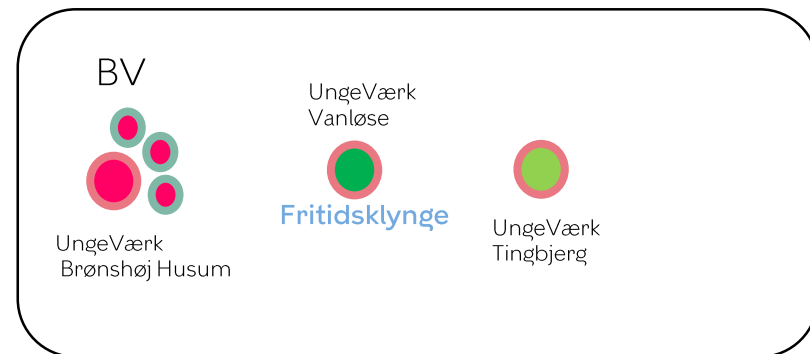 BV
UngeVærk
Brønshøj Husum
UngeVærk
Vanløse
Fritidsklynge
UngeVærk
Tingbjerg